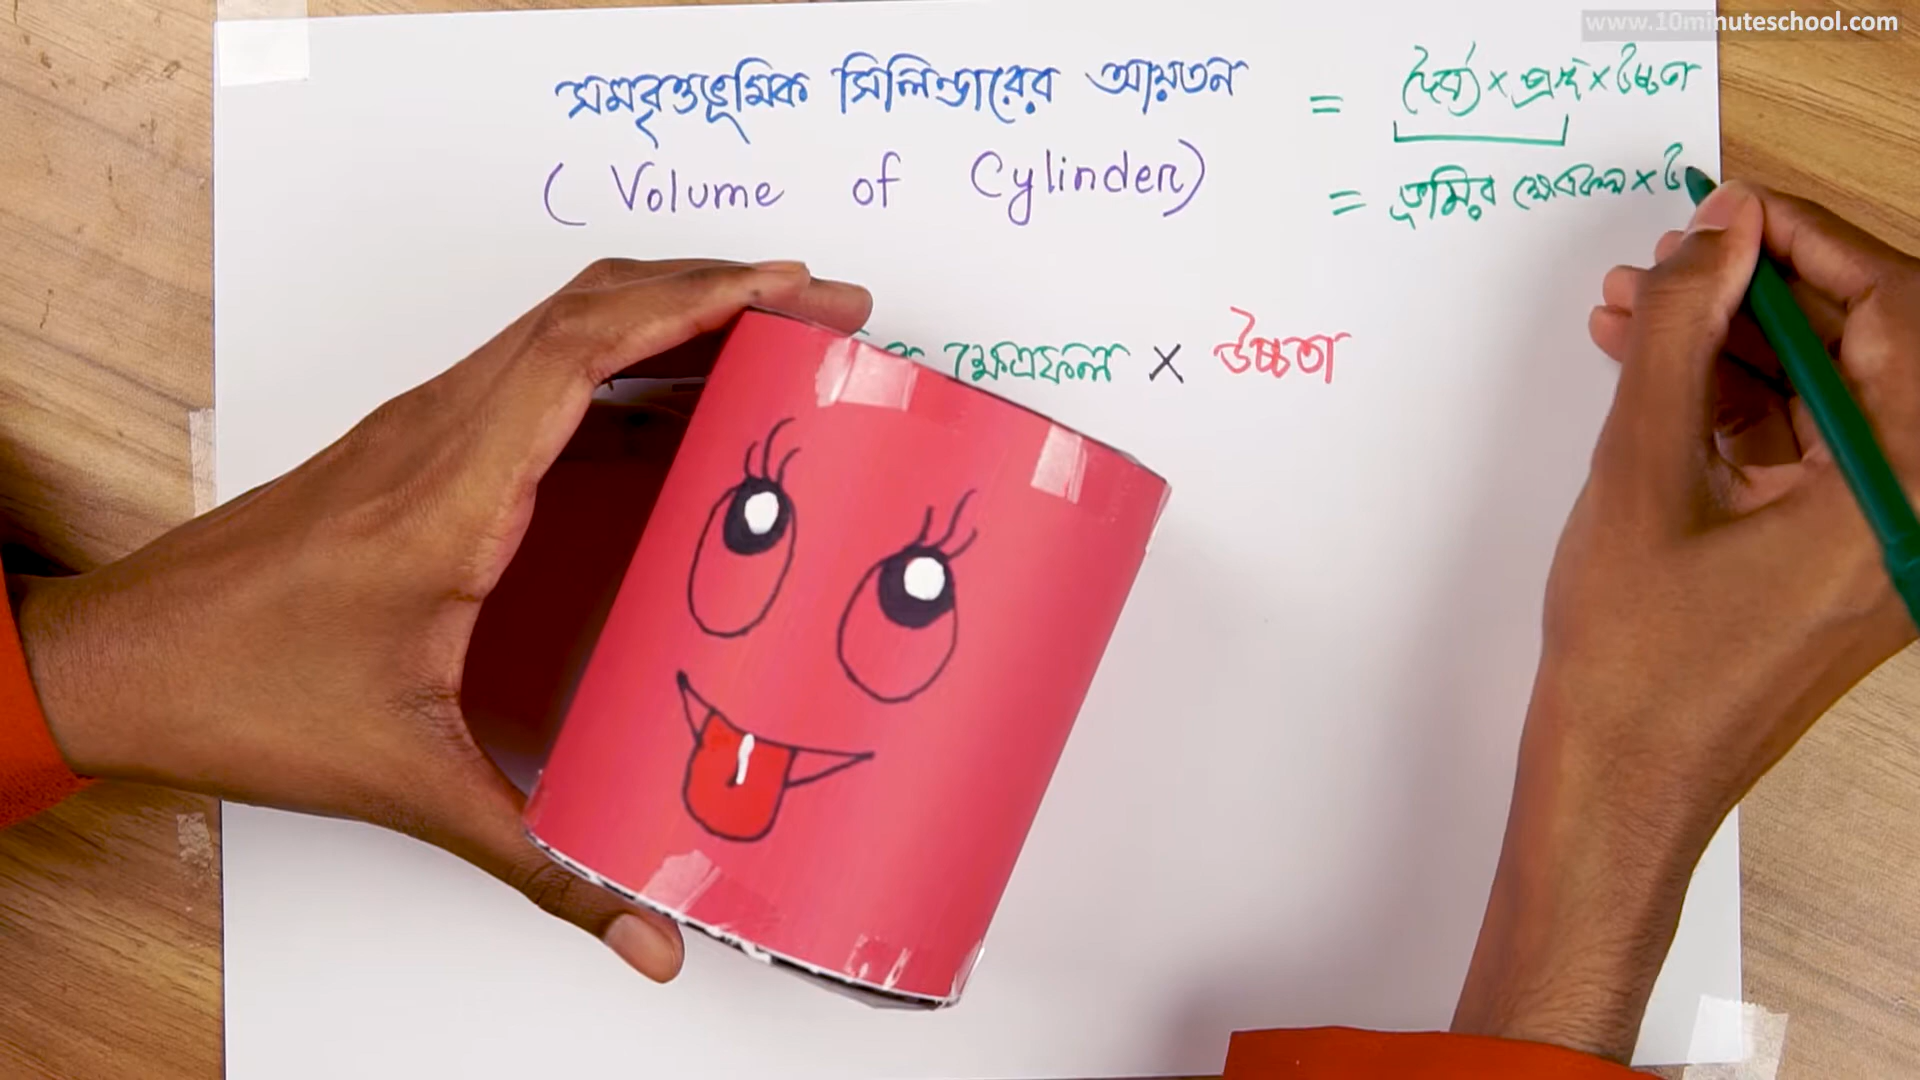 www.10minuteschool.com
সমবৃত্তভূমিক সিলিন্ডারের আয়তন = দৈর্ঘ্য × প্রস্থ × উচ্চতা
(Volume of Cylinder) = ভূমির ক্ষেত্রফল × উ
ক্ষেত্রফল × উচ্চতা